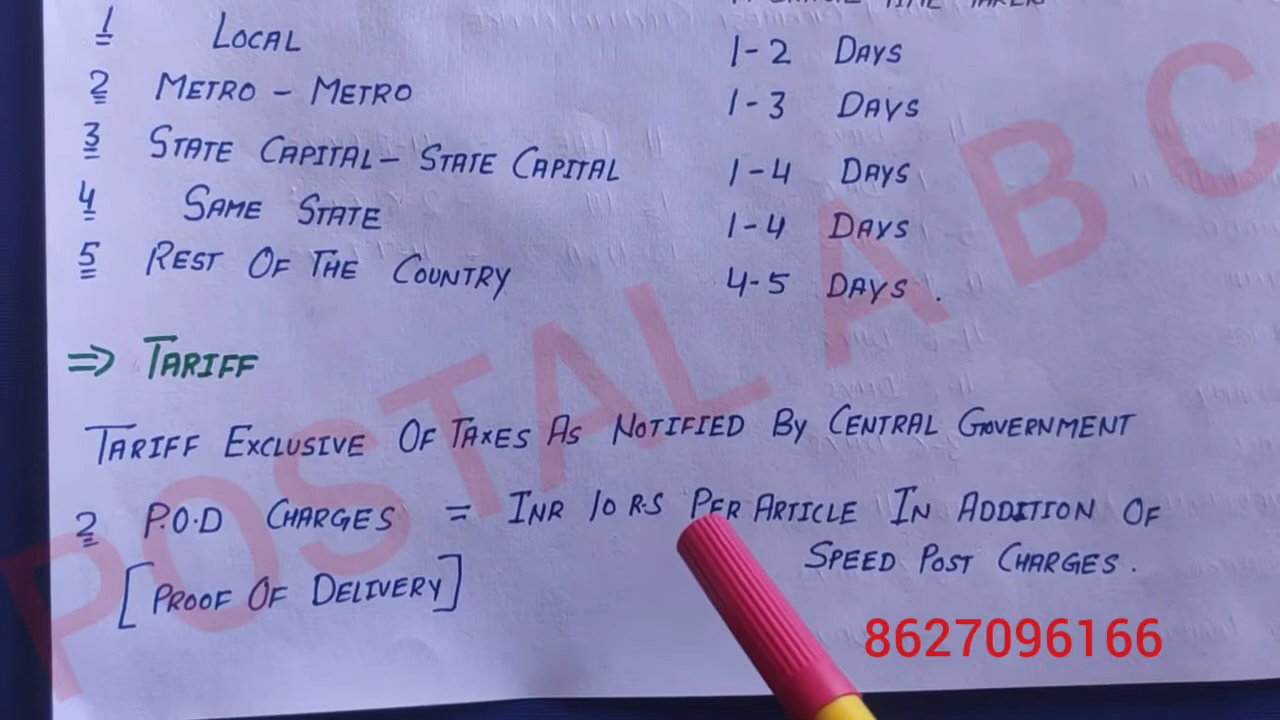 1 LOCAL 1-2 DAYS
2 METRO - METRO 1-3 DAYS
3 STATE CAPITAL - STATE CAPITAL 1-4 DAYS
4 SAME STATE 1-4 DAYS
5 REST OF THE COUNTRY 4-5 DAYS.
⇒ TARIFF
TARIFF EXCLUSIVE OF TAXES AS NOTIFIED BY CENTRAL GOVERNMENT
2 P.O.D CHARGES = INR 10 R.S PER ARTICLE IN ADDITION OF
SPEED POST CHARGES.
[PROOF OF DELIVERY]
8627096166
POSTAL ABC